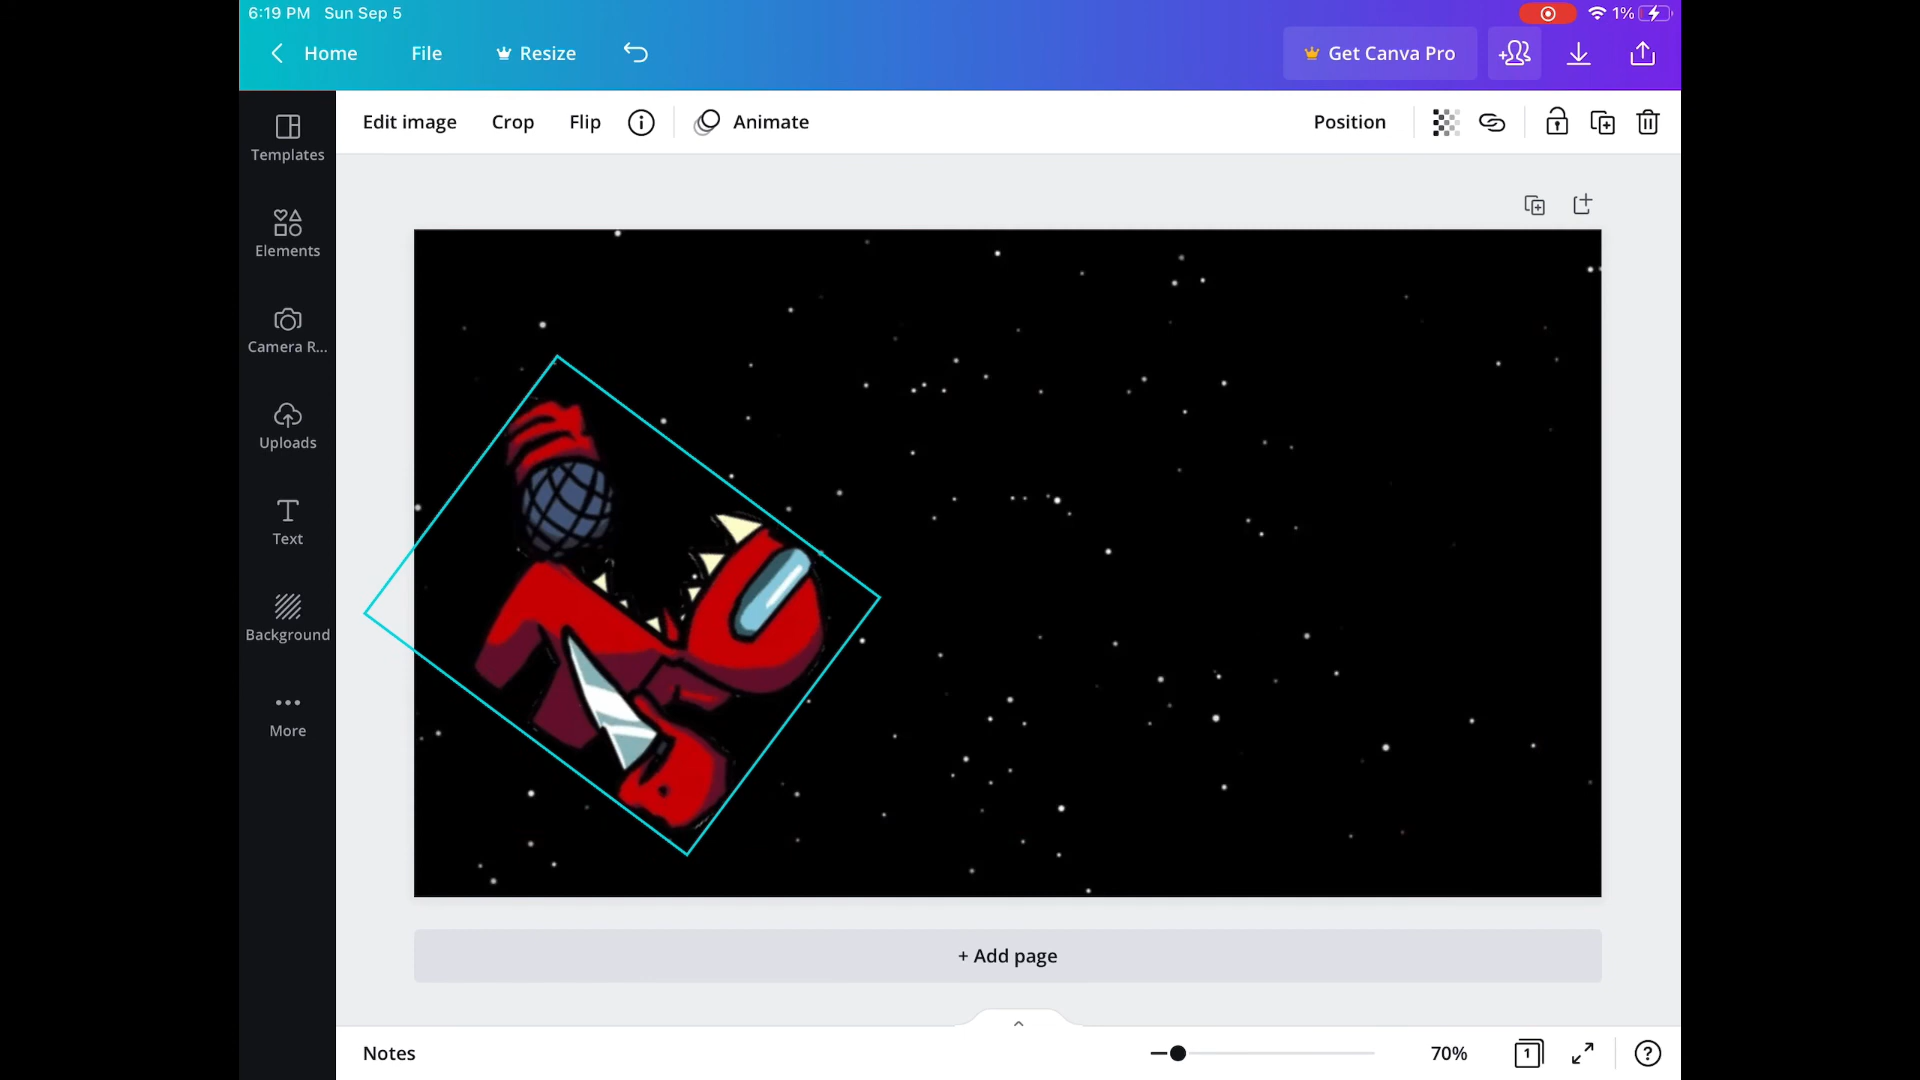 6:19 PM Sun Sep 5
1%
Home
File
Resize
Get Canva Pro
Edit image
Crop
Flip
Animate
Position
Templates
Elements
Camera R...
Uploads
Text
Background
More
+ Add page
Notes
70%
1